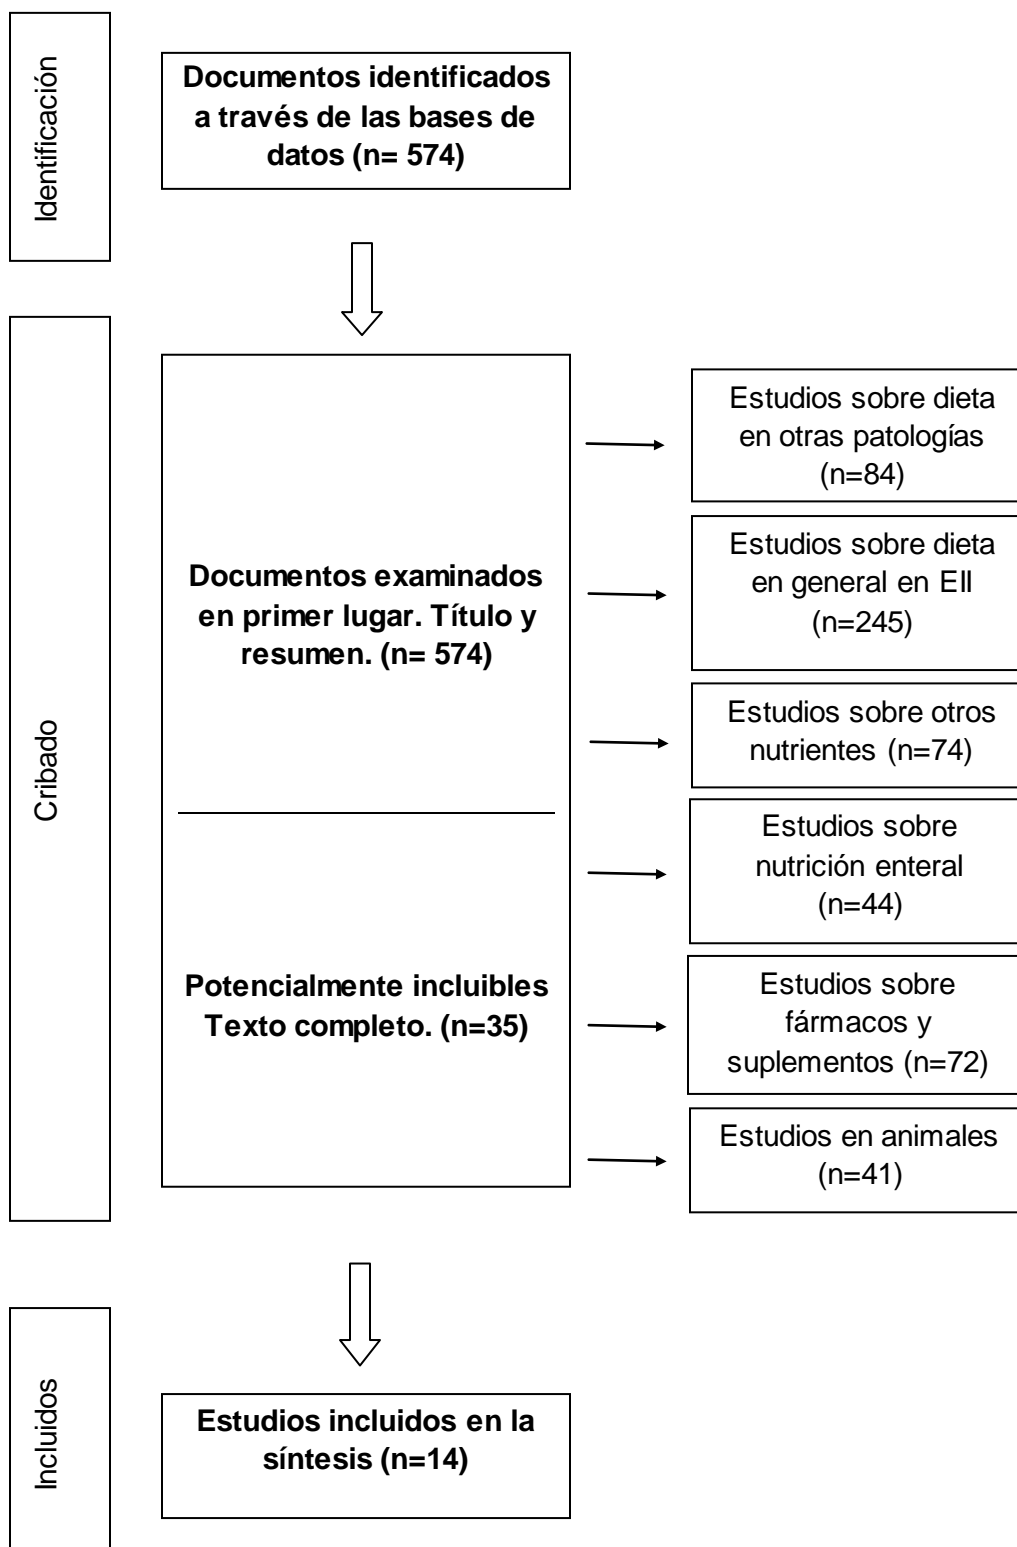 Identificación
Documentos identificados
a través de las bases de
datos (n= 574)
Cribado
Documentos examinados
en primer lugar. Título y
resumen. (n= 574)
Potencialmente incluibles
Texto completo. (n=35)
Estudios sobre dieta
en otras patologías
(n=84)
Estudios sobre dieta
en general en EII
(n=245)
Estudios sobre otros
nutrientes (n=74)
Estudios sobre
nutrición enteral
(n=44)
Estudios sobre
fármacos y
suplementos (n=72)
Estudios en animales
(n=41)
Incluidos
Estudios incluidos en la
síntesis (n=14)